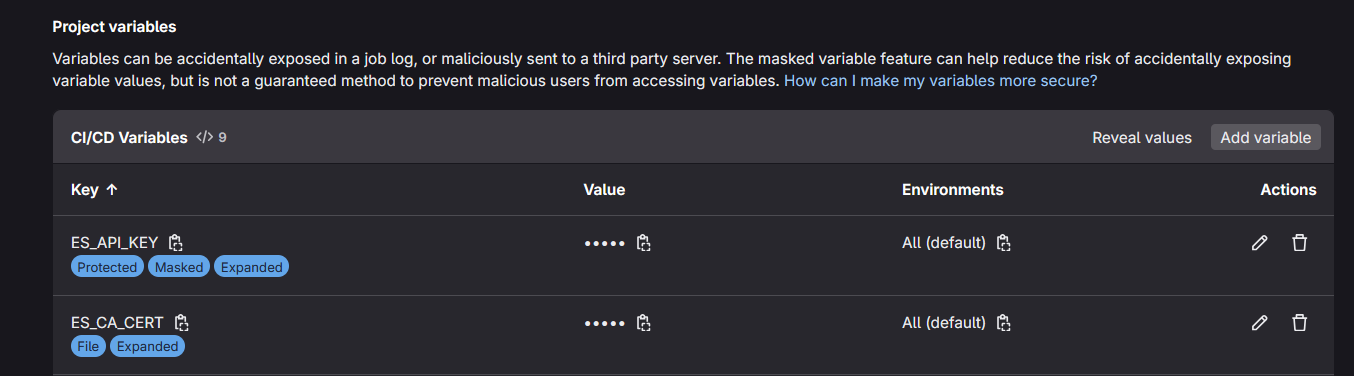 Project variables
Variables can be accidentally exposed in a job log, or maliciously sent to a third party server. The masked variable feature can help reduce the risk of accidentally exposing
variable values, but is not a guaranteed method to prevent malicious users from accessing variables. How can I make my variables more secure?
CI/CD Variables </> 9 Reveal values Add variable
Key ↑ Value Environments Actions
ES_API_KEY ••••• All (default)
Protected Masked Expanded
ES_CA_CERT ••••• All (default)
File Expanded